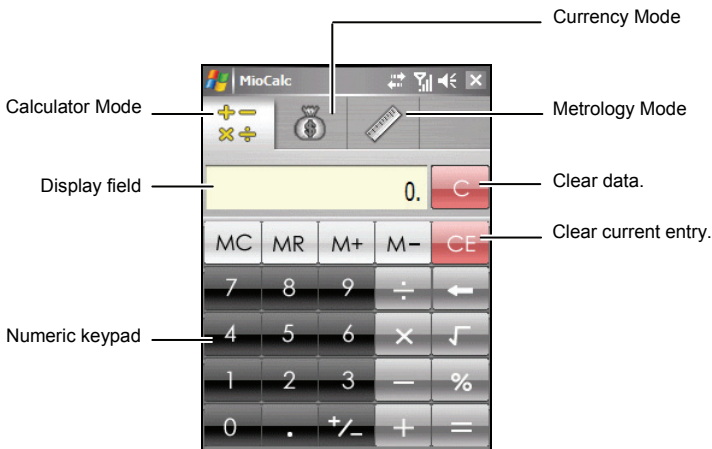 Currency Mode
MioCalc
Calculator Mode
Metrology Mode
Display field
0.
C
Clear data.
MC MR M+ M− CE
Clear current entry.
7 8 9 ÷ ←
Numeric keypad
4 5 6 × √
1 2 3 − %
0 . +/− + =